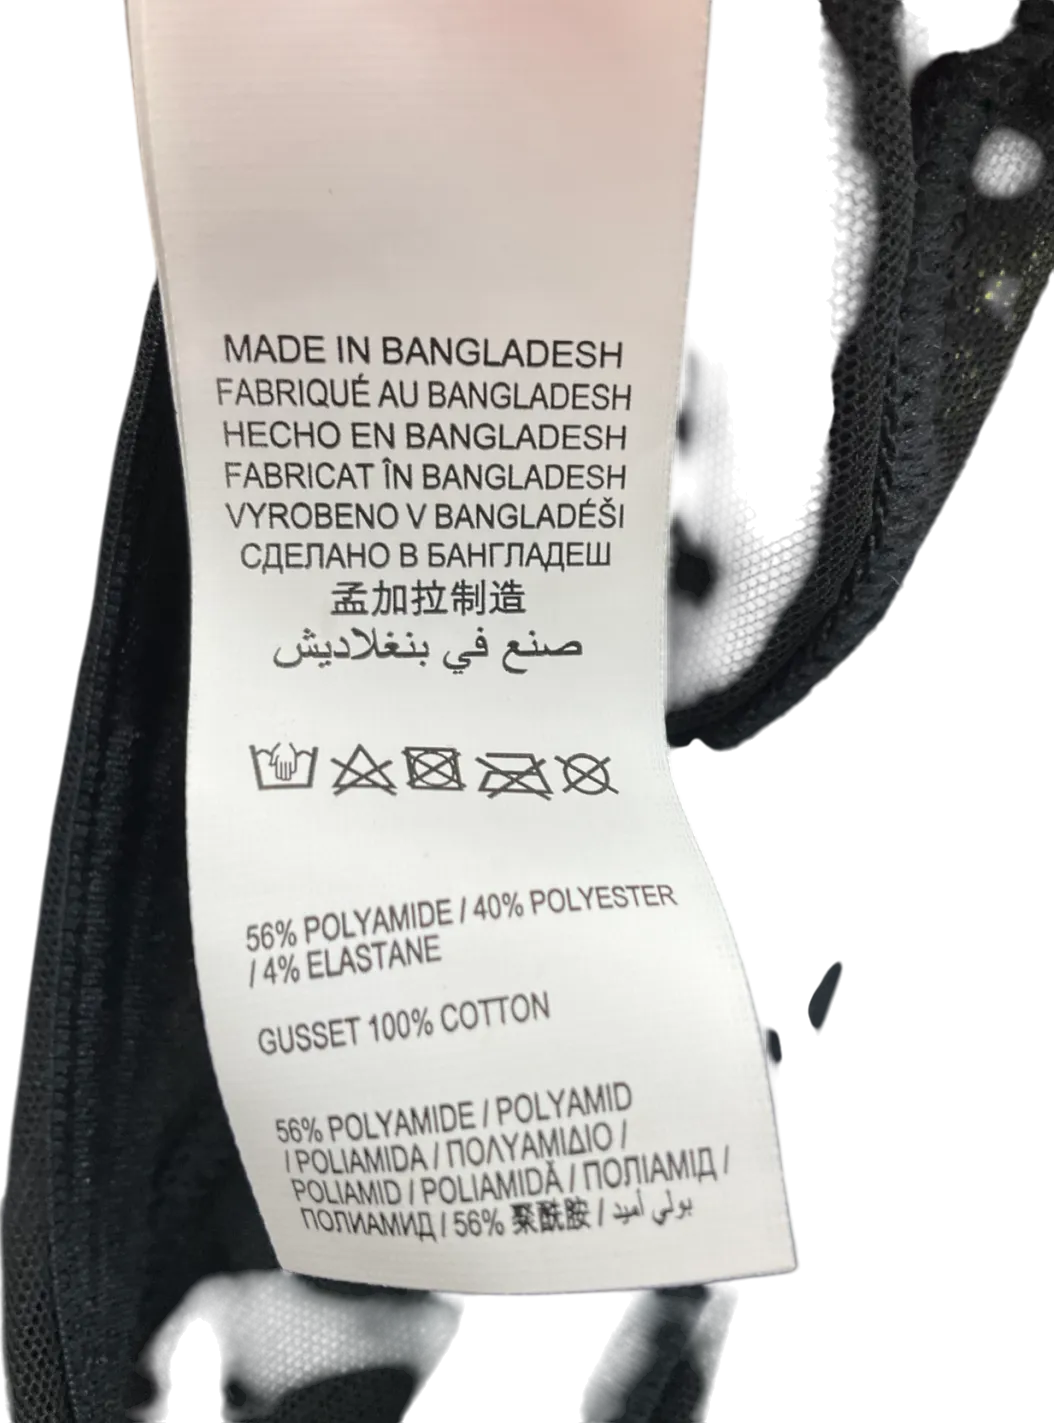 MADE IN BANGLADESH
FABRIQUÉ AU BANGLADESH
HECHO EN BANGLADESH
FABRICAT ÎN BANGLADESH
VYROBENO V BANGLADÉŠI
СДЕЛАНО В БАНГЛАДЕШ
孟加拉制造
صنع في بنغلاديش
56% POLYAMIDE / 40% POLYESTER
/ 4% ELASTANE
GUSSET 100% COTTON
56% POLYAMIDE / POLYAMID
/ POLIAMIDA / ΠΟΛΥΑΜΙΔΙΟ /
POLIAMID / POLIAMIDĂ / ПОЛІАМІД /
ПОЛИАМИД / 56% 聚酰胺 / بولي أميد